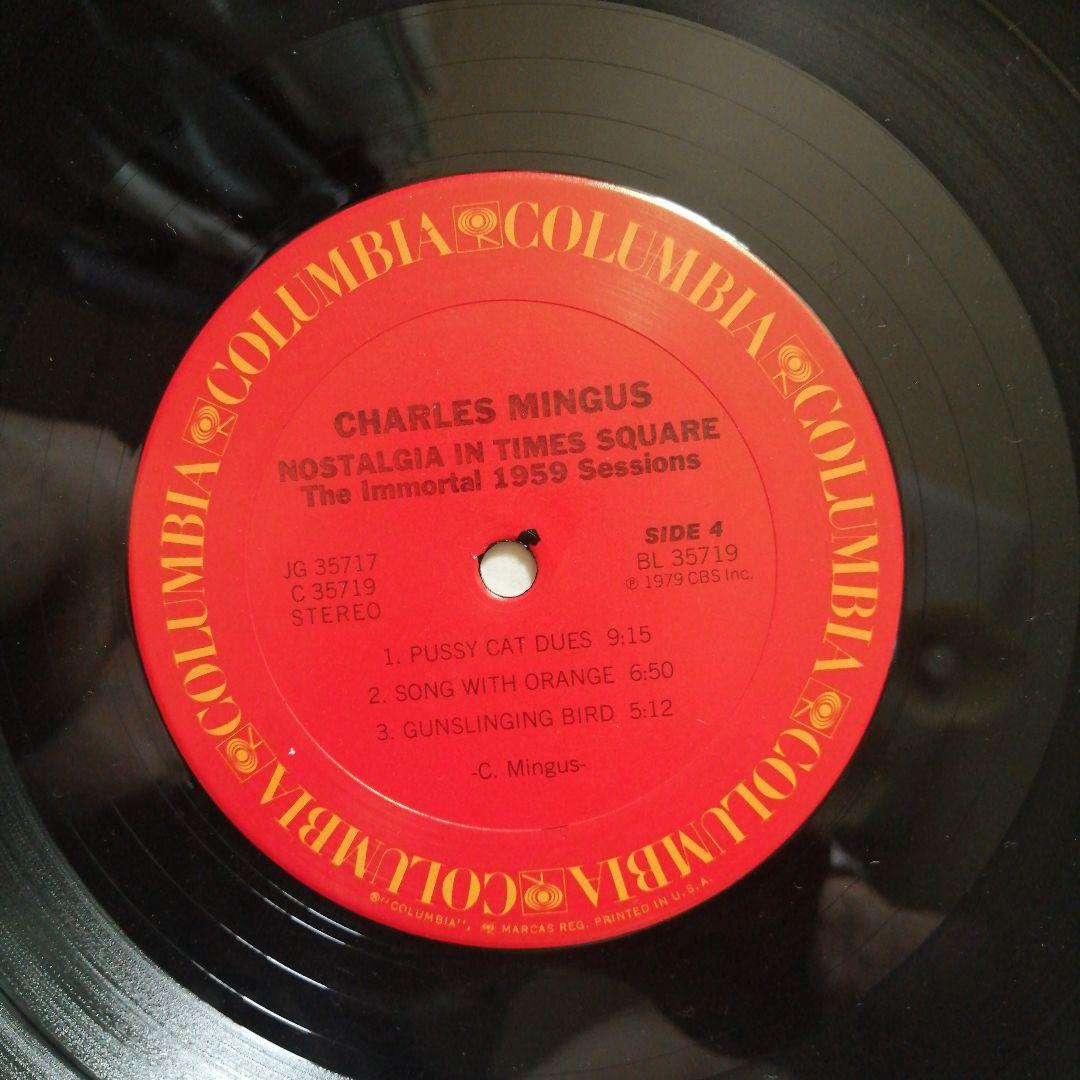 COLUMBIA COLUMBIA COLUMBIA COLUMBIA COLUMBIA COLUMBIA COLUMBIA COLUMBIA
CHARLES MINGUS
NOSTALGIA IN TIMES SQUARE
The Immortal 1959 Sessions
JG 35717
C 35719
STEREO
SIDE 4
BL 35719
℗ 1979 CBS Inc.
1. PUSSY CAT DUES 9:15
2. SONG WITH ORANGE 6:50
3. GUNSLINGING BIRD 5:12
-C. Mingus-
®"COLUMBIA", MARCAS REG. PRINTED IN U.S.A.